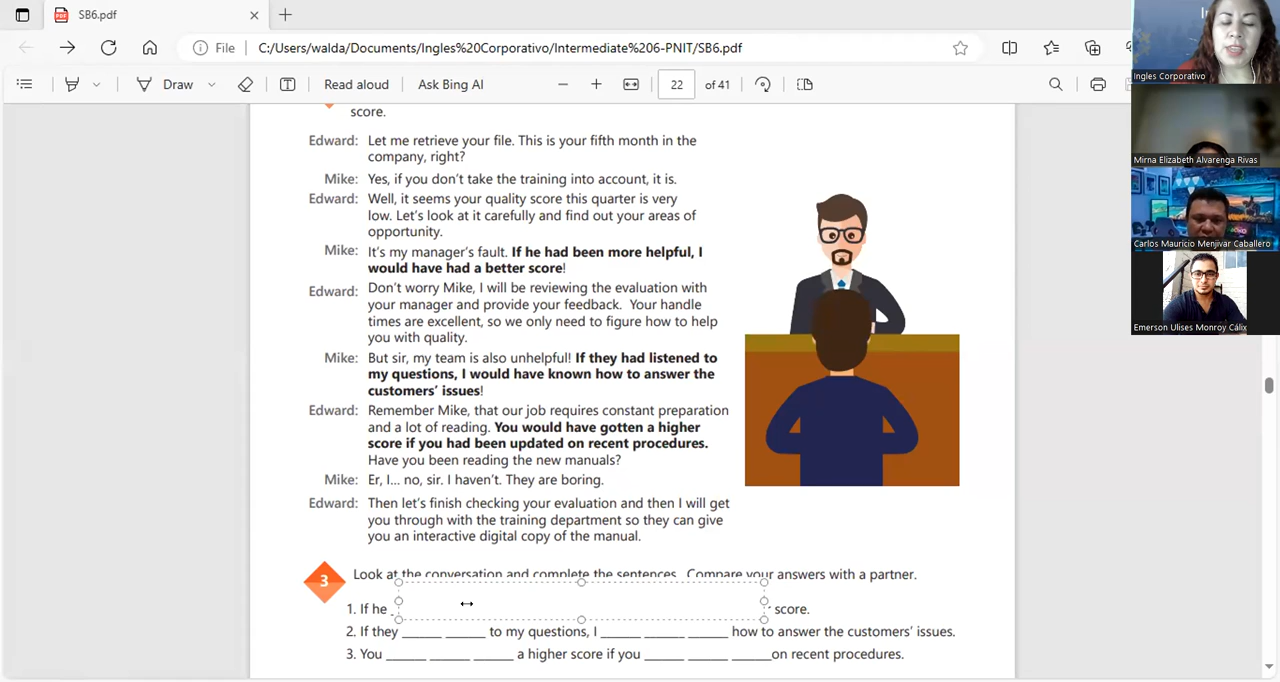 SB6.pdf
File C:/Users/walda/Documents/Ingles%20Corporativo/Intermediate%206-PNIT/SB6.pdf
Draw Read aloud Ask Bing AI 22 of 41
score.
Edward: Let me retrieve your file. This is your fifth month in the
company, right?
Mike: Yes, if you don't take the training into account, it is.
Edward: Well, it seems your quality score this quarter is very
low. Let's look at it carefully and find out your areas of
opportunity.
Mike: It's my manager's fault. If he had been more helpful, I
would have had a better score!
Edward: Don't worry Mike, I will be reviewing the evaluation with
your manager and provide your feedback. Your handle
times are excellent, so we only need to figure how to help
you with quality.
Mike: But sir, my team is also unhelpful! If they had listened to
my questions, I would have known how to answer the
customers' issues!
Edward: Remember Mike, that our job requires constant preparation
and a lot of reading. You would have gotten a higher
score if you had been updated on recent procedures.
Have you been reading the new manuals?
Mike: Er, I... no, sir. I haven't. They are boring.
Edward: Then let's finish checking your evaluation and then I will get
you through with the training department so they can give
you an interactive digital copy of the manual.
3 Look at the conversation and complete the sentences. Compare your answers with a partner.
1. If he score.
2. If they ______ ______ to my questions, I ______ ______ ______ how to answer the customers' issues.
3. You ______ ______ ______ a higher score if you ______ ______ ______on recent procedures.
Ingles Corporativo
Mirna Elizabeth Alvarenga Rivas
Carlos Mauricio Menjivar Caballero
Emerson Ulises Monroy Cálix